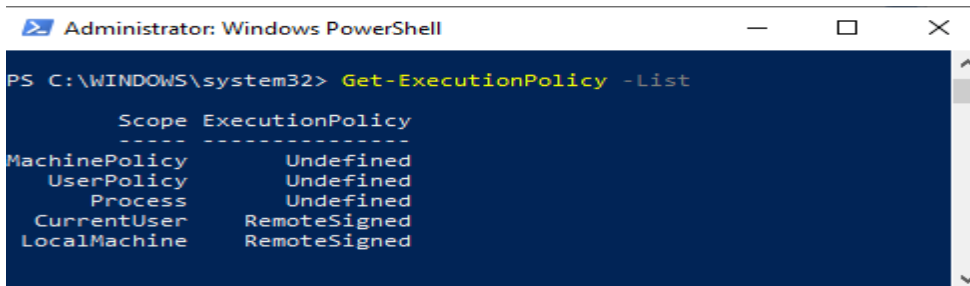 Administrator: Windows PowerShell
PS C:\WINDOWS\system32> Get-ExecutionPolicy -List
Scope ExecutionPolicy
----- ---------------
MachinePolicy Undefined
UserPolicy Undefined
Process Undefined
CurrentUser RemoteSigned
LocalMachine RemoteSigned